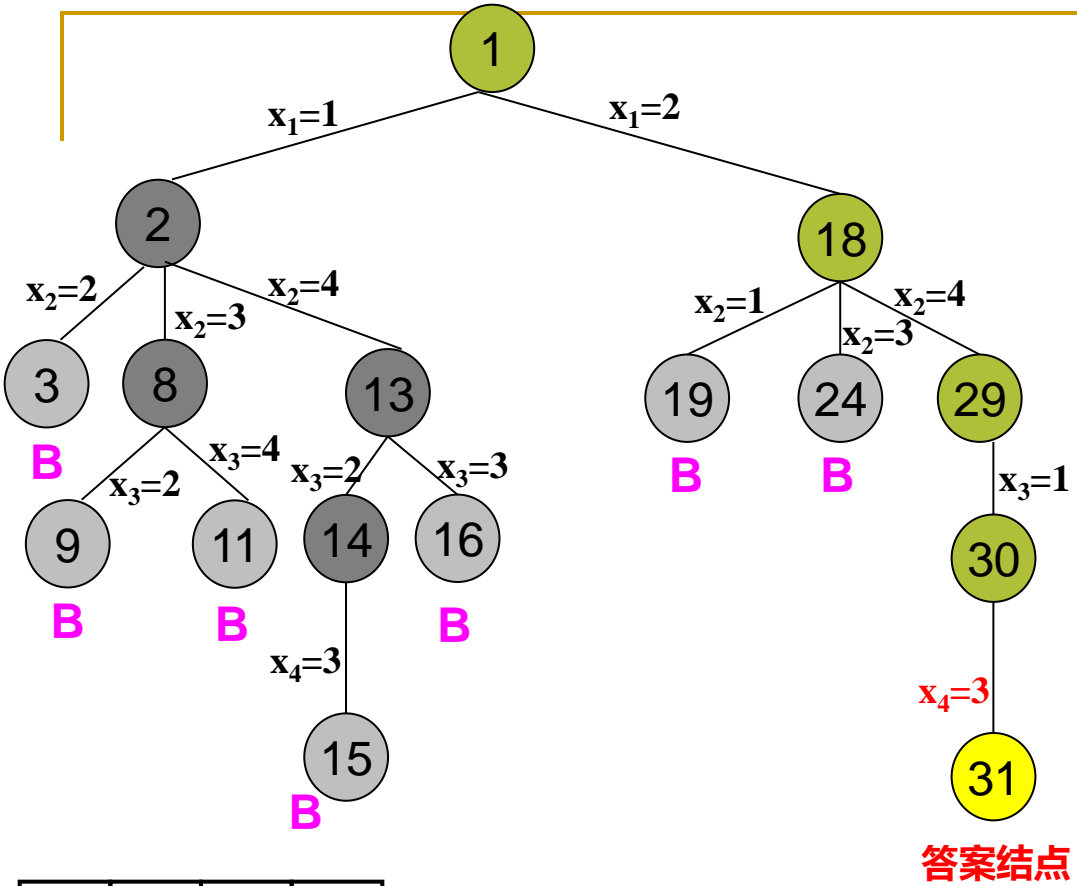 1
x₁=1
x₁=2
2
18
x₂=2
x₂=3
x₂=4
x₂=1
x₂=3
x₂=4
3
8
13
19
24
29
B
x₃=2
x₃=4
x₃=2
x₃=3
B
B
x₃=1
9
11
14
16
30
B
B
B
x₄=3
x₄=3
15
31
B
答案结点